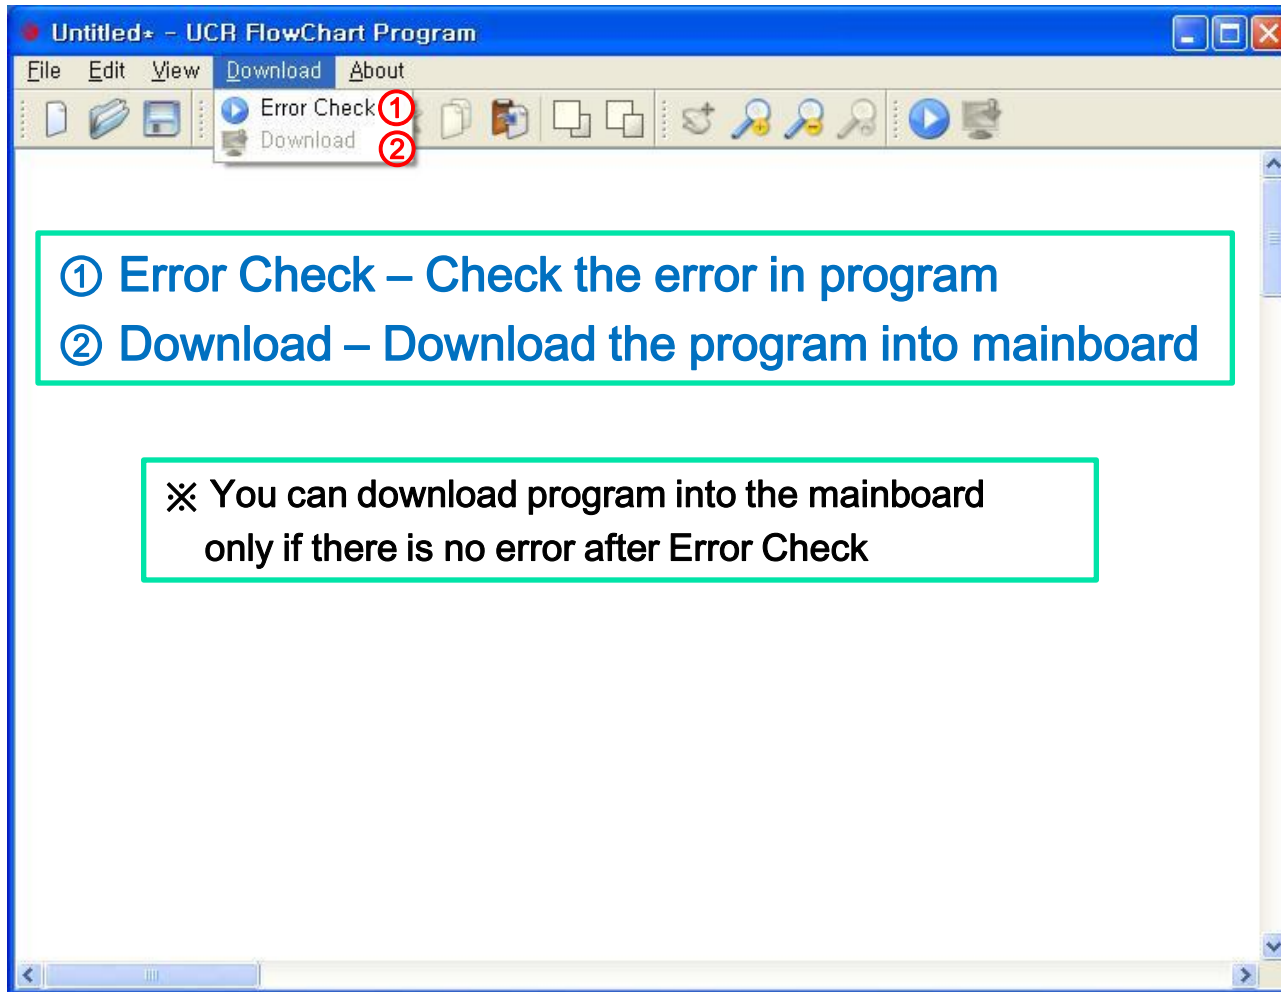 Untitled* - UCR FlowChart Program
File Edit View Download About
Error Check ①
Download ②
① Error Check – Check the error in program
② Download – Download the program into mainboard
※ You can download program into the mainboard
only if there is no error after Error Check